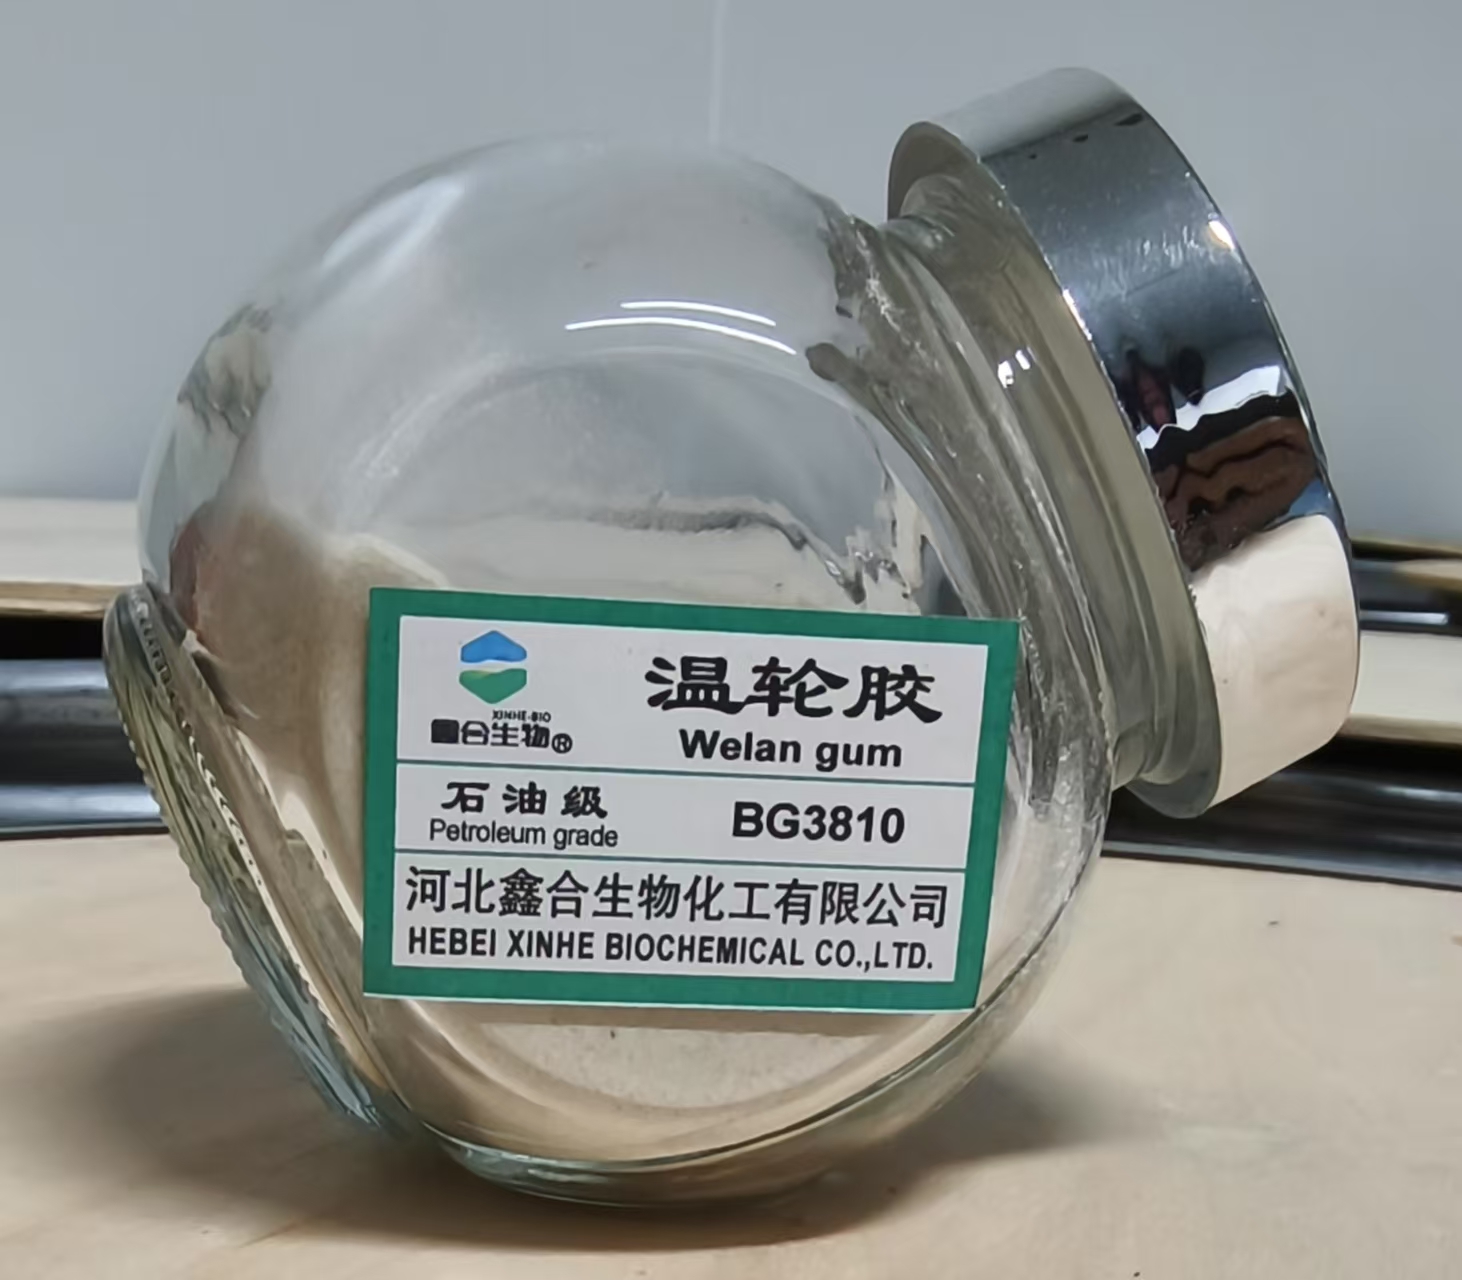 温轮胶
XINHE-BIO
鑫合生物®
Welan gum
石油级
Petroleum grade
BG3810
河北鑫合生物化工有限公司
HEBEI XINHE BIOCHEMICAL CO.,LTD.